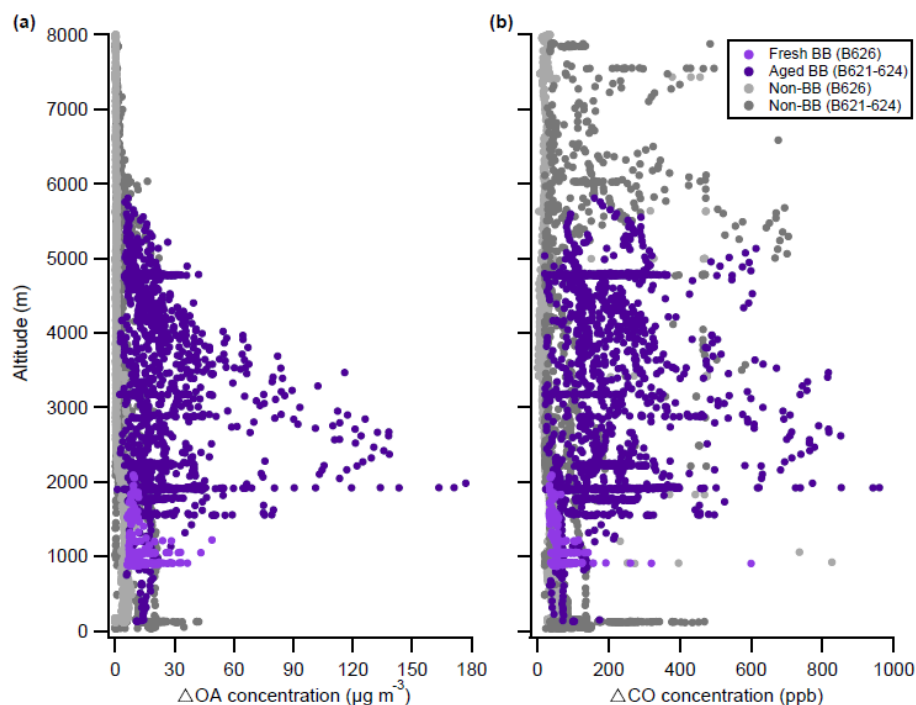 (a)
(b)
8000
7000
6000
5000
4000
3000
2000
1000
0
Altitude (m)
0
30
60
90
120
150
180
△OA concentration (µg m⁻³)
Fresh BB (B626)
Aged BB (B621-624)
Non-BB (B626)
Non-BB (B621-624)
0
200
400
600
800
1000
△CO concentration (ppb)